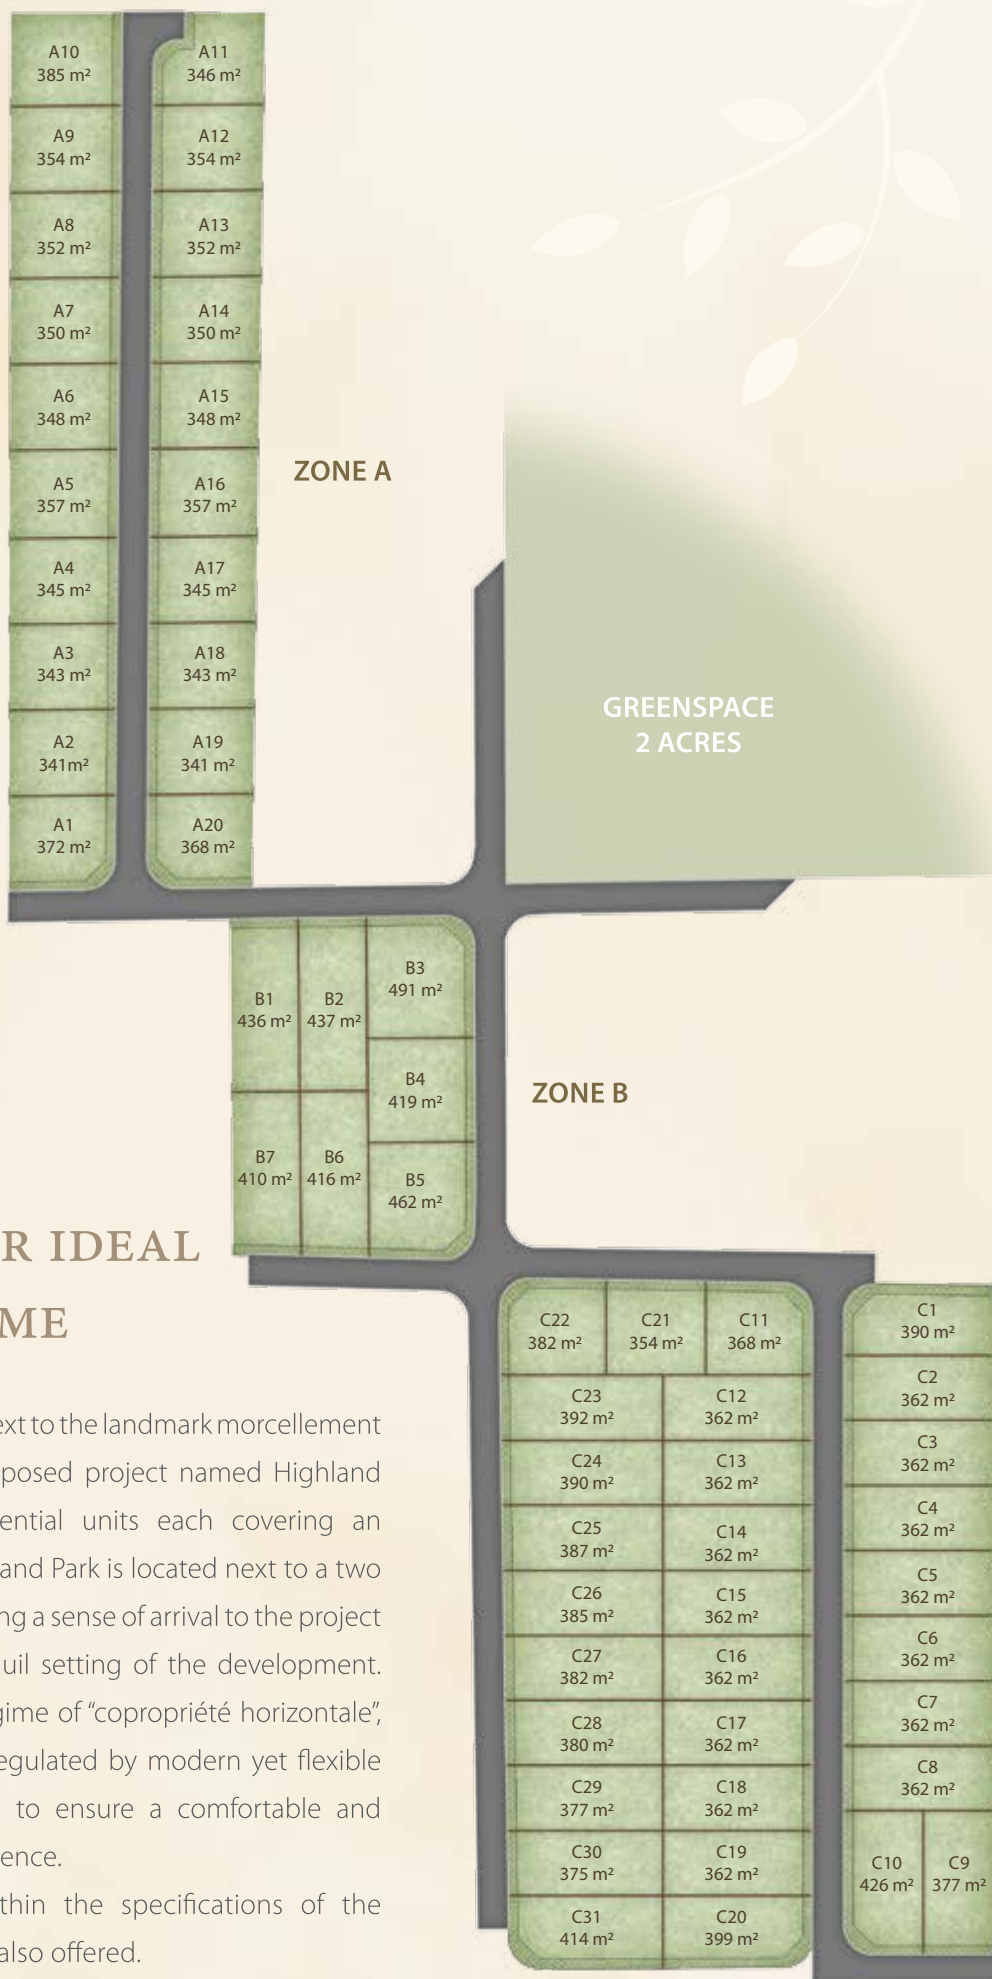 A10
385 m²
A11
346 m²
A9
354 m²
A12
354 m²
A8
352 m²
A13
352 m²
A7
350 m²
A14
350 m²
A6
348 m²
A15
348 m²
ZONE A
A5
357 m²
A16
357 m²
A4
345 m²
A17
345 m²
A3
343 m²
A18
343 m²
GREENSPACE
2 ACRES
A2
341m²
A19
341 m²
A1
372 m²
A20
368 m²
B3
491 m²
B1
436 m²
B2
437 m²
B4
419 m²
ZONE B
B7
410 m²
B6
416 m²
B5
462 m²
R IDEAL
ME
C22
382 m²
C21
354 m²
C11
368 m²
C1
390 m²
C23
392 m²
C12
362 m²
C2
362 m²
C24
390 m²
C13
362 m²
C3
362 m²
C25
387 m²
C14
362 m²
C4
362 m²
C26
385 m²
C15
362 m²
C5
362 m²
C27
382 m²
C16
362 m²
C6
362 m²
C28
380 m²
C17
362 m²
C7
362 m²
C29
377 m²
C18
362 m²
C8
362 m²
C30
375 m²
C19
362 m²
C10
426 m²
C9
377 m²
C31
414 m²
C20
399 m²
ext to the landmark morcellement
posed project named Highland
ential units each covering an
and Park is located next to a two
ng a sense of arrival to the project
uil setting of the development.
gime of “copropriété horizontale”,
egulated by modern yet flexible
to ensure a comfortable and
ence.
thin the specifications of the
also offered.